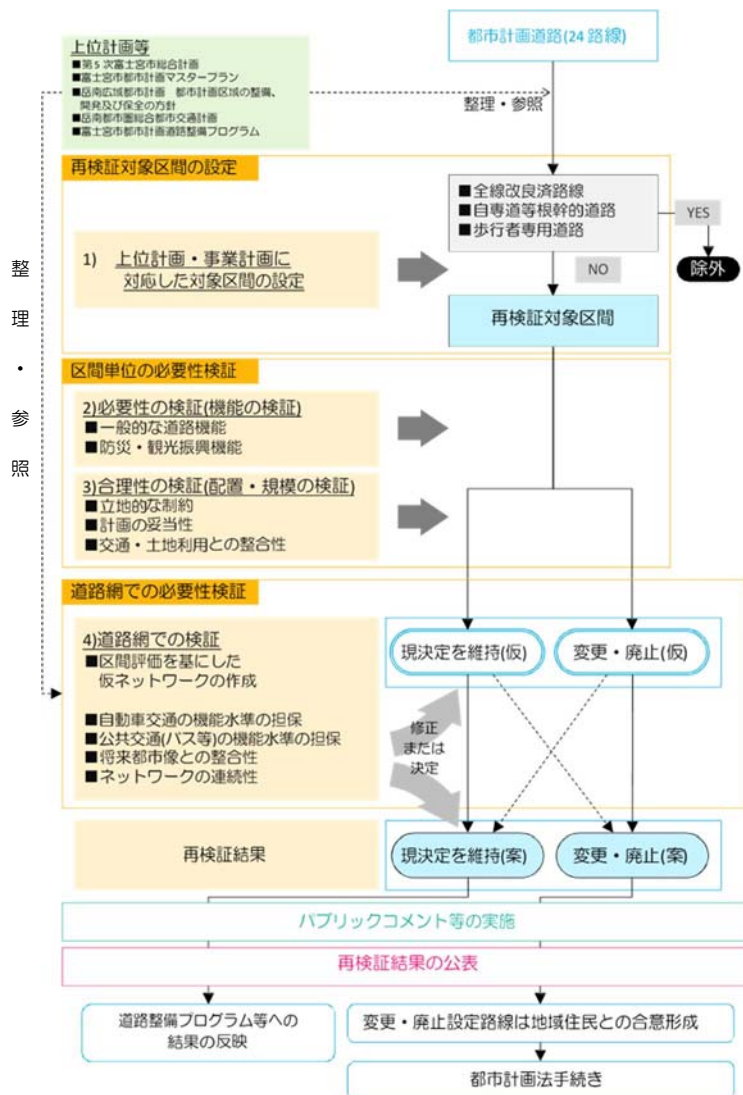 都市計画道路(24路線)
上位計画等
■第5次富士宮市総合計画
■富士宮市都市計画マスタープラン
■岳南広域都市計画 都市計画区域の整備、
開発及び保全の方針
■岳南都市圏総合都市交通計画
■富士宮市都市計画道路整備プログラム
整理・参照
整理・参照
再検証対象区間の設定
■全線改良済路線
■自専道等根幹的道路
■歩行者専用道路
YES
除外
NO
1) 上位計画・事業計画に
対応した対象区間の設定
再検証対象区間
区間単位の必要性検証
2)必要性の検証(機能の検証)
■一般的な道路機能
■防災・観光振興機能
3)合理性の検証(配置・規模の検証)
■立地的な制約
■計画の妥当性
■交通・土地利用との整合性
道路網での必要性検証
4)道路網での検証
■区間評価を基にした
仮ネットワークの作成
■自動車交通の機能水準の担保
■公共交通(バス等)の機能水準の担保
■将来都市像との整合性
■ネットワークの連続性
現決定を維持(仮)
変更・廃止(仮)
修正
または
決定
再検証結果
現決定を維持(案)
変更・廃止(案)
パブリックコメント等の実施
再検証結果の公表
道路整備プログラム等への
結果の反映
変更・廃止設定路線は地域住民との合意形成
都市計画法手続き